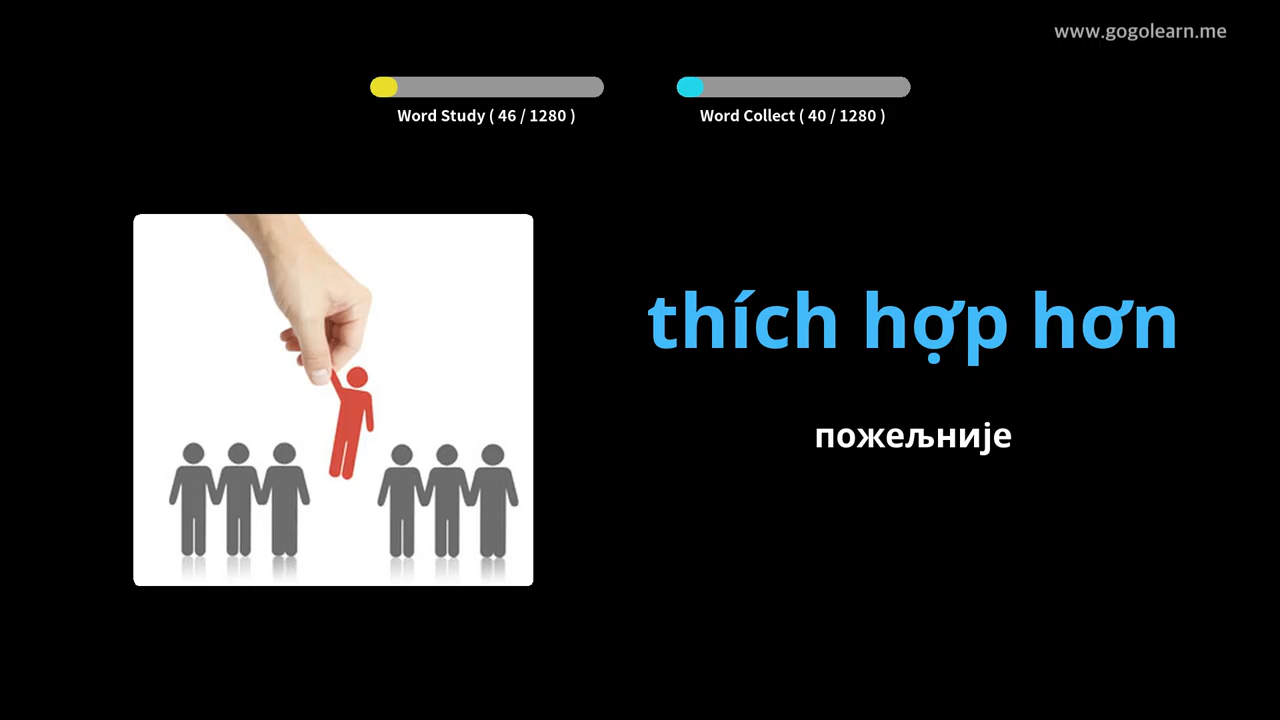 www.gogolearn.me
Word Study ( 46 / 1280 )
Word Collect ( 40 / 1280 )
thích hợp hơn
пожељније